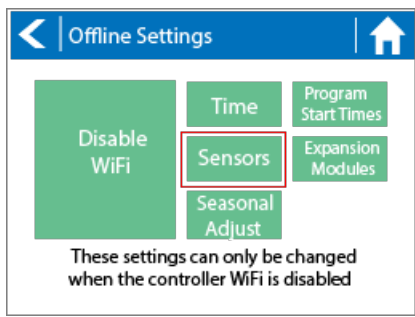 Offline Settings
Disable
WiFi
Time
Program
Start Times
Sensors
Expansion
Modules
Seasonal
Adjust
These settings can only be changed
when the controller WiFi is disabled